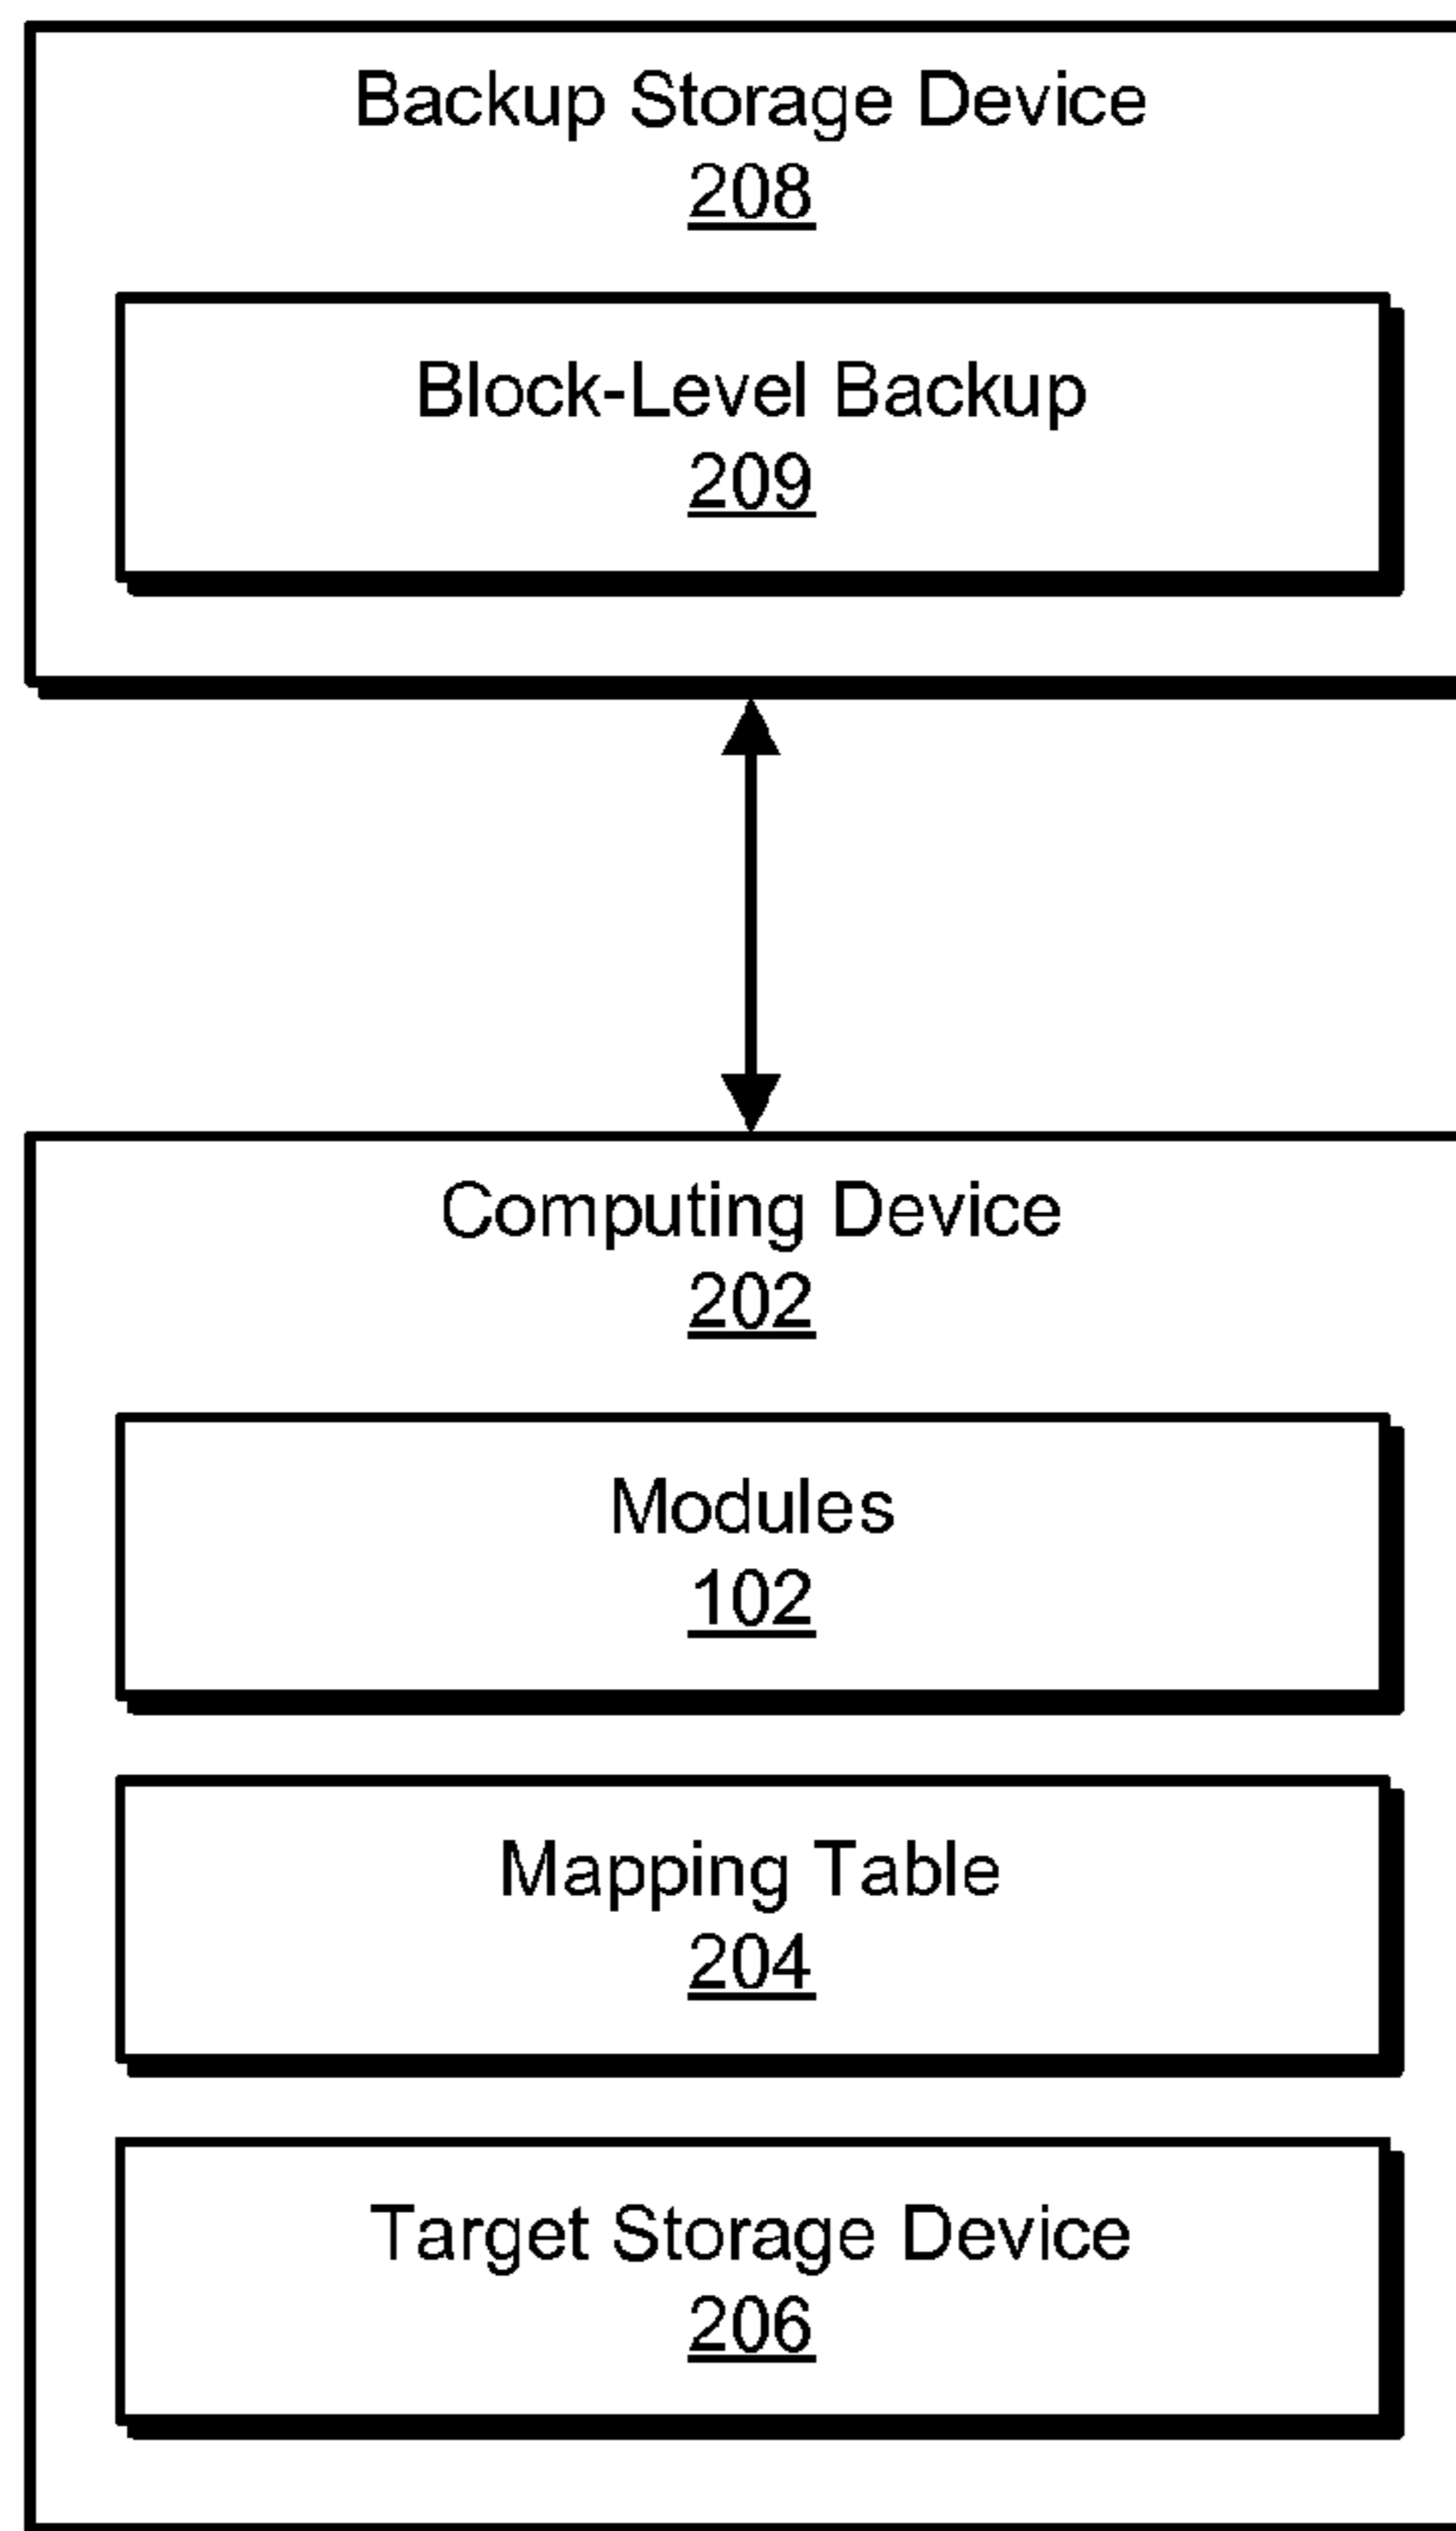 Backup Storage Device
208
Block-Level Backup
209
Computing Device
202
Modules
102
Mapping Table
204
Target Storage Device
206